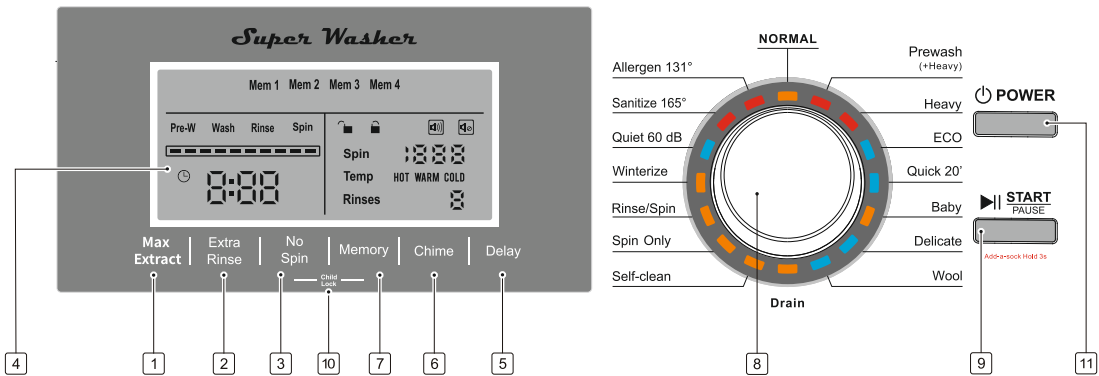 Super Washer
Mem 1 Mem 2 Mem 3 Mem 4
Pre-W Wash Rinse Spin
Spin 1888
Temp HOT WARM COLD
8:88
Rinses 8
Max
Extract
Extra
Rinse
No
Spin
Memory
Chime
Delay
Child
Lock
4
1
2
3
10
7
6
5
NORMAL
Allergen 131°
Sanitize 165°
Quiet 60 dB
Winterize
Rinse/Spin
Spin Only
Self-clean
Drain
Prewash
(+Heavy)
Heavy
ECO
Quick 20'
Baby
Delicate
Wool
POWER
START
PAUSE
Add-a-sock Hold 3s
8
9
11